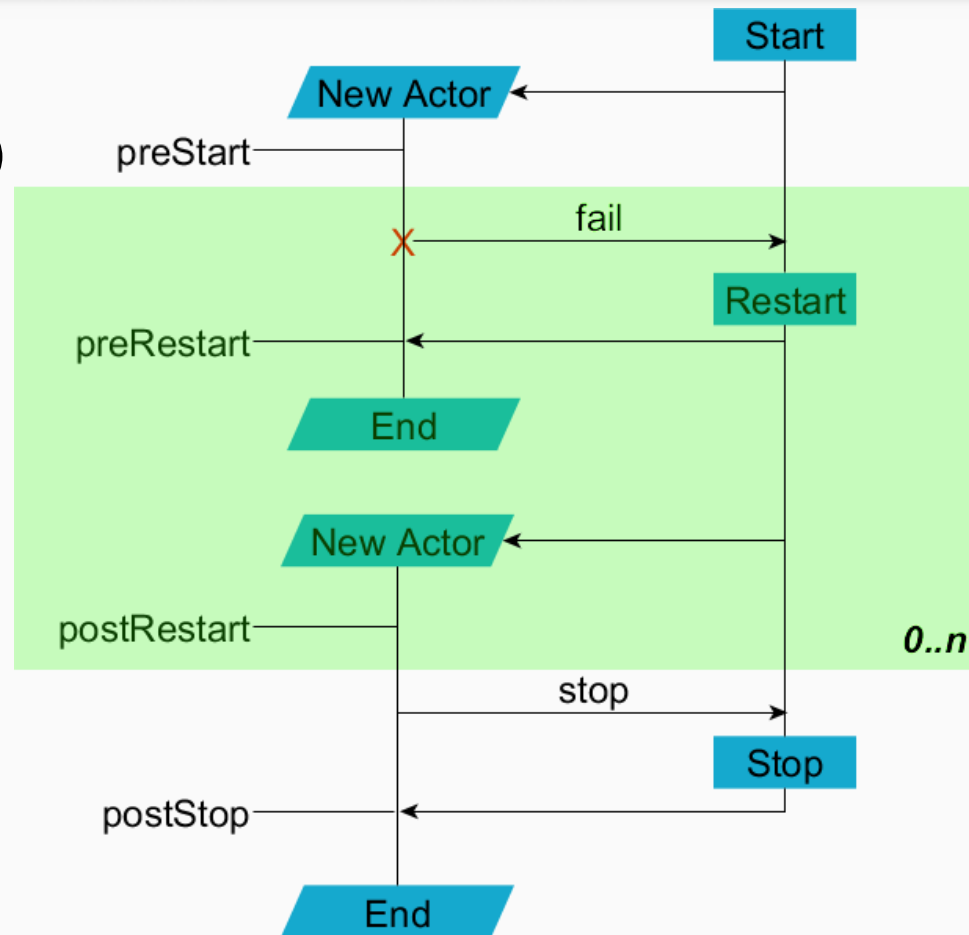 Start
New Actor
)
preStart
fail
Restart
preRestart
End
New Actor
postRestart
0..n
stop
Stop
postStop
End